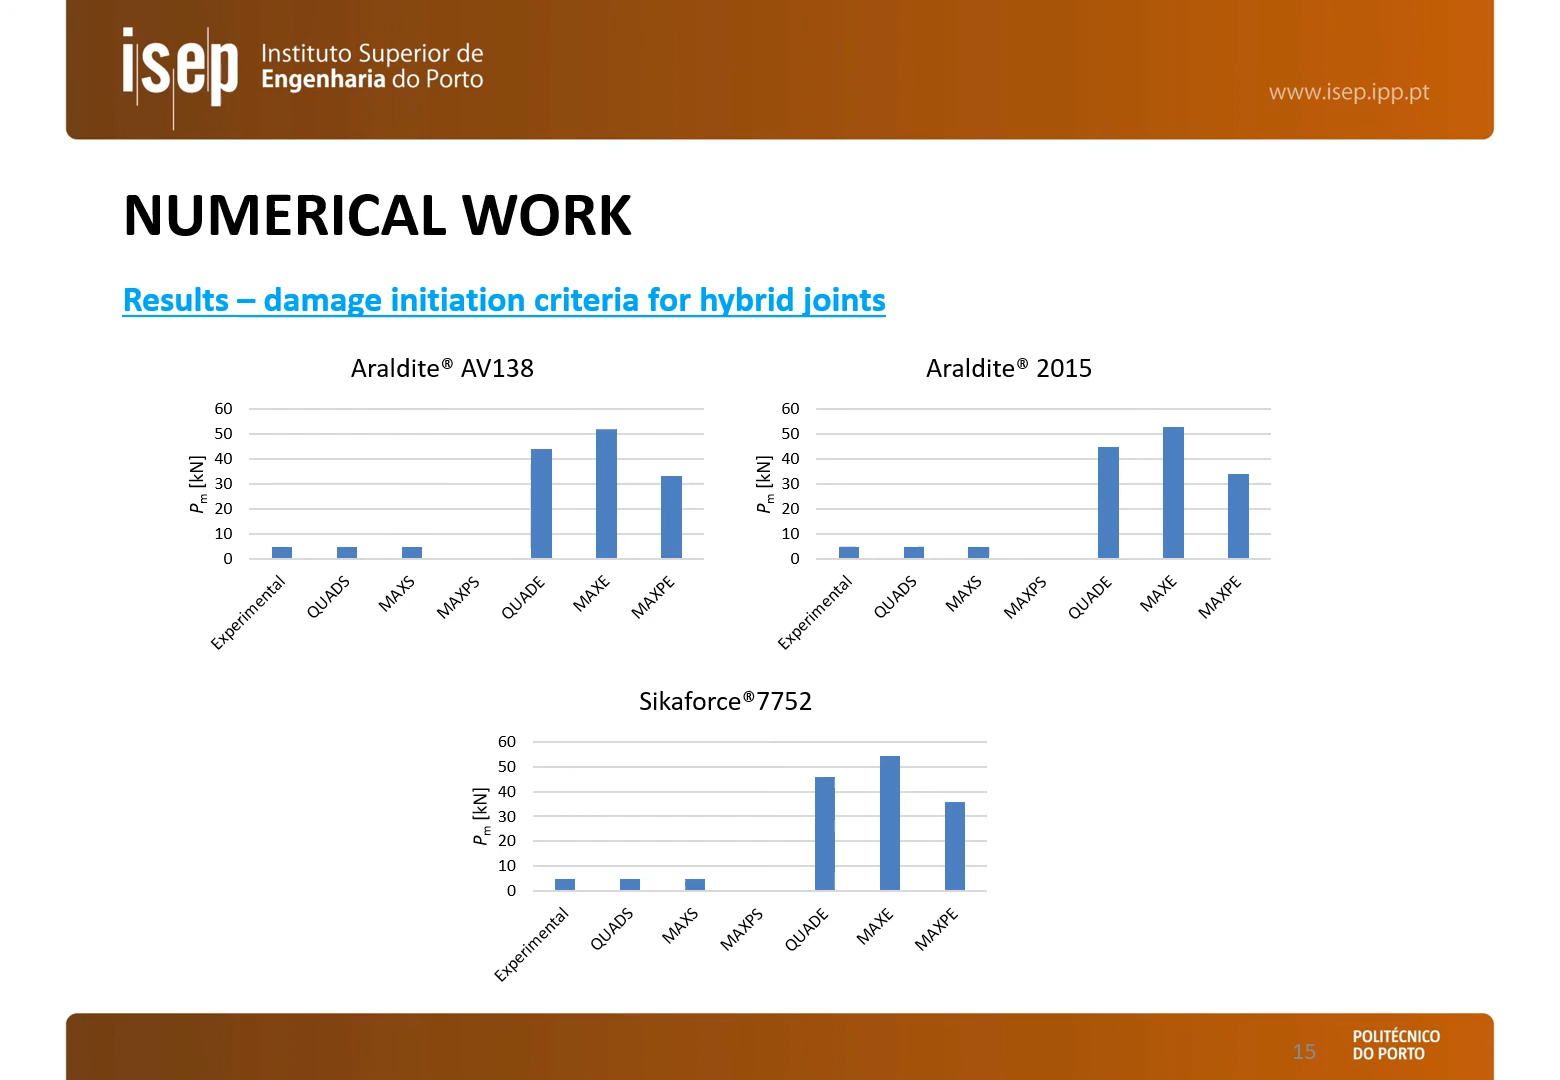 isep
Instituto Superior de
Engenharia do Porto
www.isep.ipp.pt
NUMERICAL WORK
Results – damage initiation criteria for hybrid joints
Araldite® AV138
60
50
40
30
20
10
0
Pm [kN]
Experimental
QUADS
MAXS
MAXPS
QUADE
MAXE
MAXPE
Araldite® 2015
60
50
40
30
20
10
0
Pm [kN]
Experimental
QUADS
MAXS
MAXPS
QUADE
MAXE
MAXPE
Sikaforce®7752
60
50
40
30
20
10
0
Pm [kN]
Experimental
QUADS
MAXS
MAXPS
QUADE
MAXE
MAXPE
15
POLITÉCNICO
DO PORTO